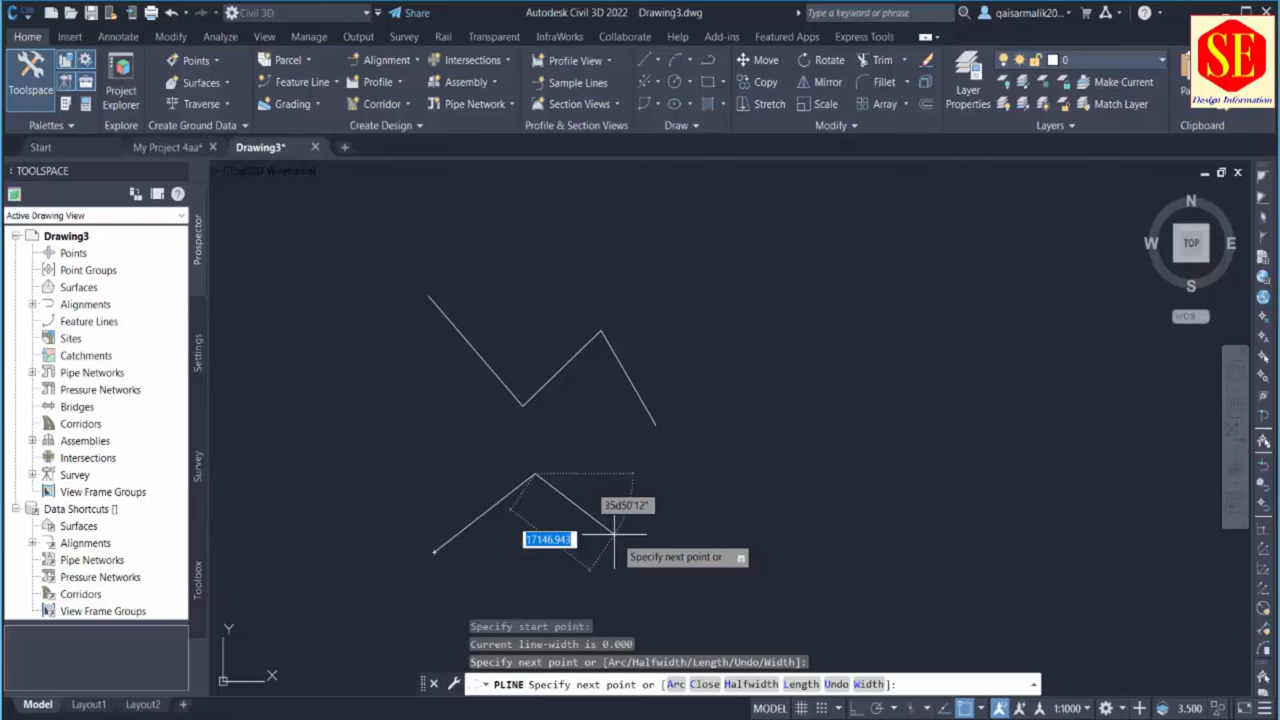 C3D Civil 3D Share Autodesk Civil 3D 2022 Drawing3.dwg Type a keyword or phrase qaisarmalik20...
Home Insert Annotate Modify Analyze View Manage Output Survey Rail Transparent InfraWorks Collaborate Help Add-ins Featured Apps Express Tools
Toolspace
Project
Explorer
Points
Surfaces
Traverse
Parcel
Feature Line
Grading
Alignment
Profile
Corridor
Intersections
Assembly
Pipe Network
Profile View
Sample Lines
Section Views
Move
Copy
Stretch
Rotate
Mirror
Scale
Trim
Fillet
Array
Layer
Properties
0
Make Current
Match Layer
SE
Design Information
Palettes Explore Create Ground Data Create Design Profile & Section Views Draw Modify Layers Clipboard
Start My Project 4aa* Drawing3*
TOOLSPACE
Active Drawing View
Drawing3
Points
Point Groups
Surfaces
Alignments
Feature Lines
Sites
Catchments
Pipe Networks
Pressure Networks
Bridges
Corridors
Assemblies
Intersections
Survey
View Frame Groups
Data Shortcuts []
Surfaces
Alignments
Pipe Networks
Pressure Networks
Corridors
View Frame Groups
Prospector
Settings
Survey
Toolbox
N
W TOP E
S
WCS
35d50'12"
17146.943
Specify next point or
Y
X
Specify start point:
Current line-width is 0.000
Specify next point or [Arc/Halfwidth/Length/Undo/Width]:
PLINE Specify next point or [Arc Close Halfwidth Length Undo Width]:
Model Layout1 Layout2 MODEL 1:1000 3.500